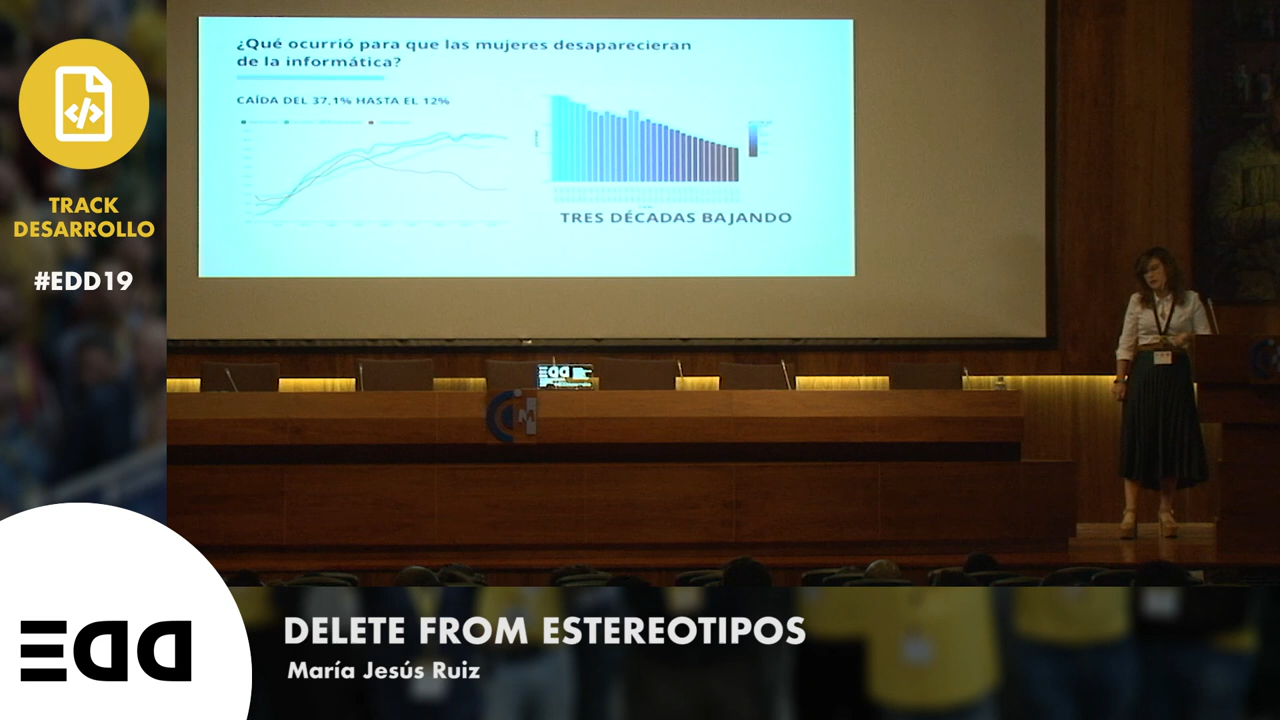 TRACK
DESARROLLO
#EDD19
¿Qué ocurrió para que las mujeres desaparecieran
de la informática?
CAÍDA DEL 37,1% HASTA EL 12%
TRES DÉCADAS BAJANDO
EDD
DELETE FROM ESTEREOTIPOS
María Jesús Ruiz